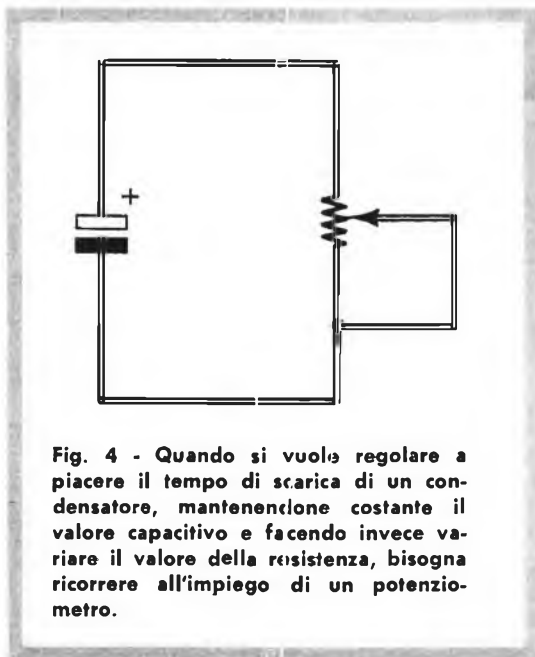 +
Fig. 4 - Quando si vuole regolare a
piacere il tempo di scarica di un con-
densatore, mantenendone costante il
valore capacitivo e facendo invece va-
riare il valore della resistenza, bisogna
ricorrere all'impiego di un potenzio-
metro.